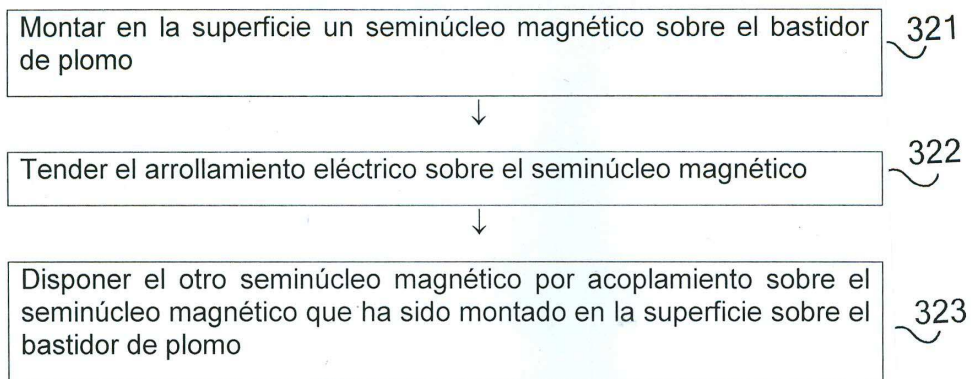 Montar en la superficie un seminúcleo magnético sobre el bastidor
de plomo
321
↓
Tender el arrollamiento eléctrico sobre el seminúcleo magnético
322
↓
Disponer el otro seminúcleo magnético por acoplamiento sobre el
seminúcleo magnético que ha sido montado en la superficie sobre el
bastidor de plomo
323